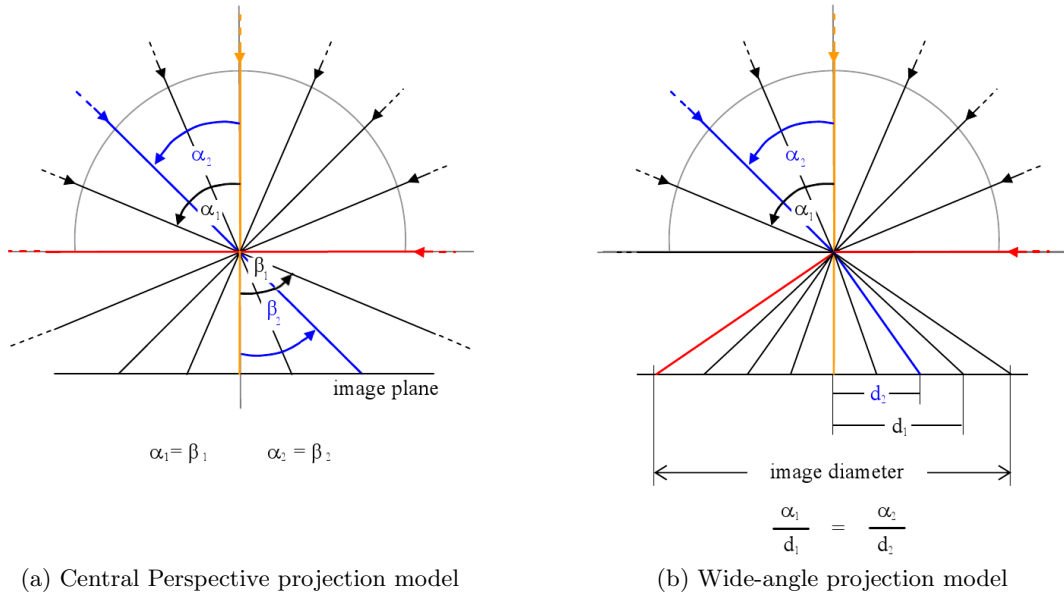 α₂
α₁
β₁
β₂
image plane
α₁= β₁
α₂ = β₂
(a) Central Perspective projection model
α₂
α₁
d₂
d₁
image diameter
α₁ / d₁ = α₂ / d₂
(b) Wide-angle projection model